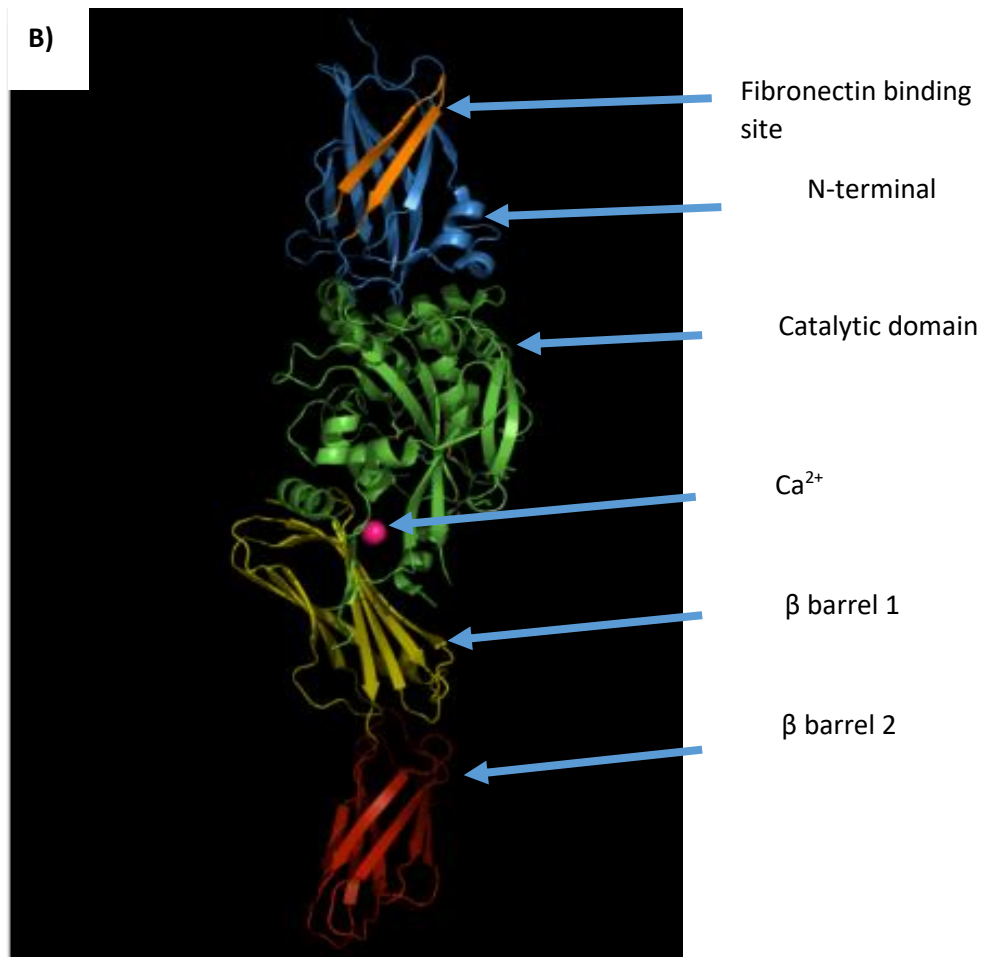 B)
Fibronectin binding
site
N-terminal
Catalytic domain
Ca²⁺
β barrel 1
β barrel 2